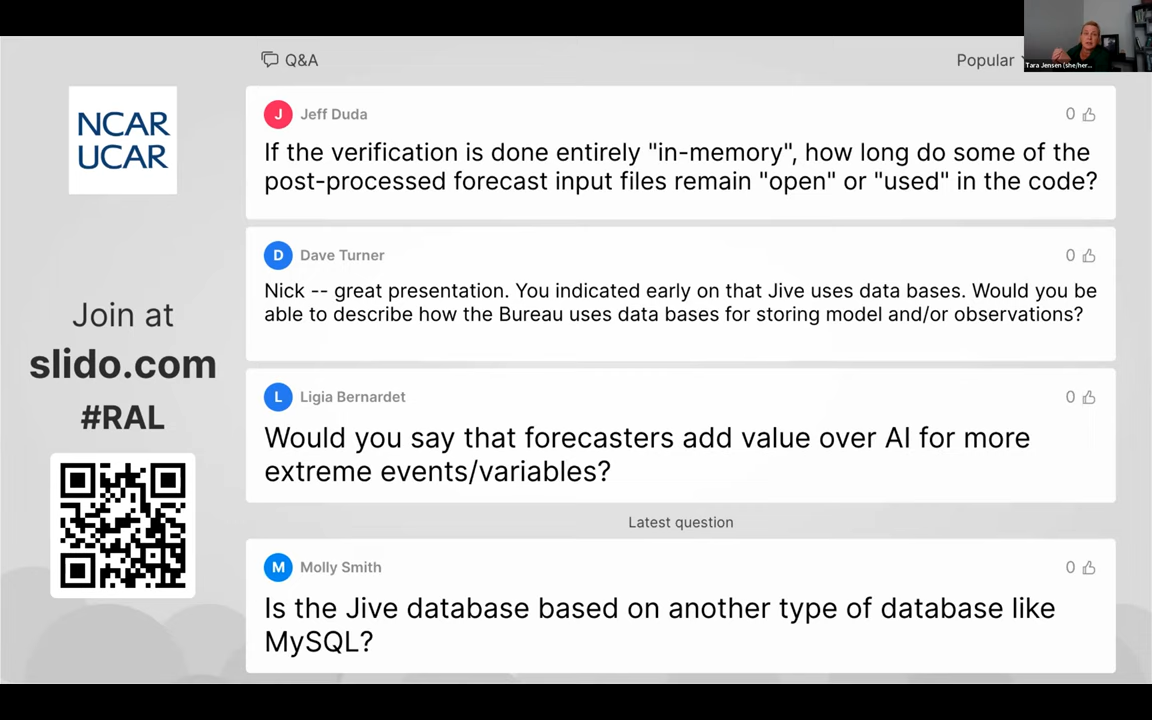 Q&A
Popular
Tara Jensen (she/her...
NCAR
UCAR
Join at
slido.com
#RAL
J Jeff Duda
0
If the verification is done entirely "in-memory", how long do some of the
post-processed forecast input files remain "open" or "used" in the code?
D Dave Turner
0
Nick -- great presentation. You indicated early on that Jive uses data bases. Would you be
able to describe how the Bureau uses data bases for storing model and/or observations?
L Ligia Bernardet
0
Would you say that forecasters add value over AI for more
extreme events/variables?
Latest question
M Molly Smith
0
Is the Jive database based on another type of database like
MySQL?